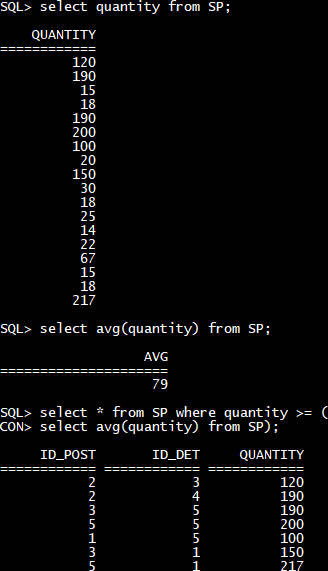 SQL> select quantity from SP;
QUANTITY
============
120
190
15
18
190
200
100
20
150
30
18
25
14
22
67
15
18
217
SQL> select avg(quantity) from SP;
AVG
=====================
79
SQL> select * from SP where quantity >= (
CON> select avg(quantity) from SP);
ID_POST ID_DET QUANTITY
============ ============ ============
2 3 120
2 4 190
3 5 190
5 5 200
1 5 100
3 1 150
5 1 217